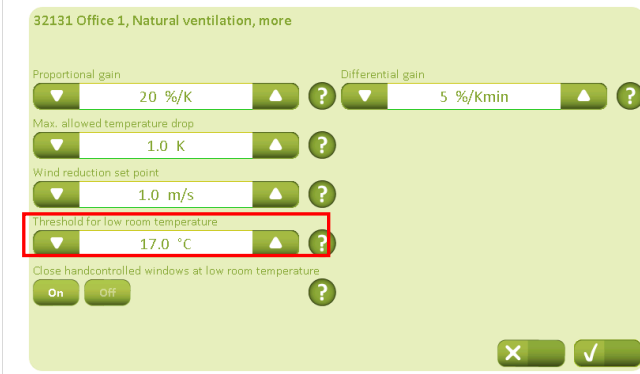 32131 Office 1, Natural ventilation, more
Proportional gain
20 %/K
?
Differential gain
5 %/Kmin
?
Max. allowed temperature drop
1.0 K
?
Wind reduction set point
1.0 m/s
?
Threshold for low room temperature
17.0 °C
?
Close handcontrolled windows at low room temperature
On
Off
?